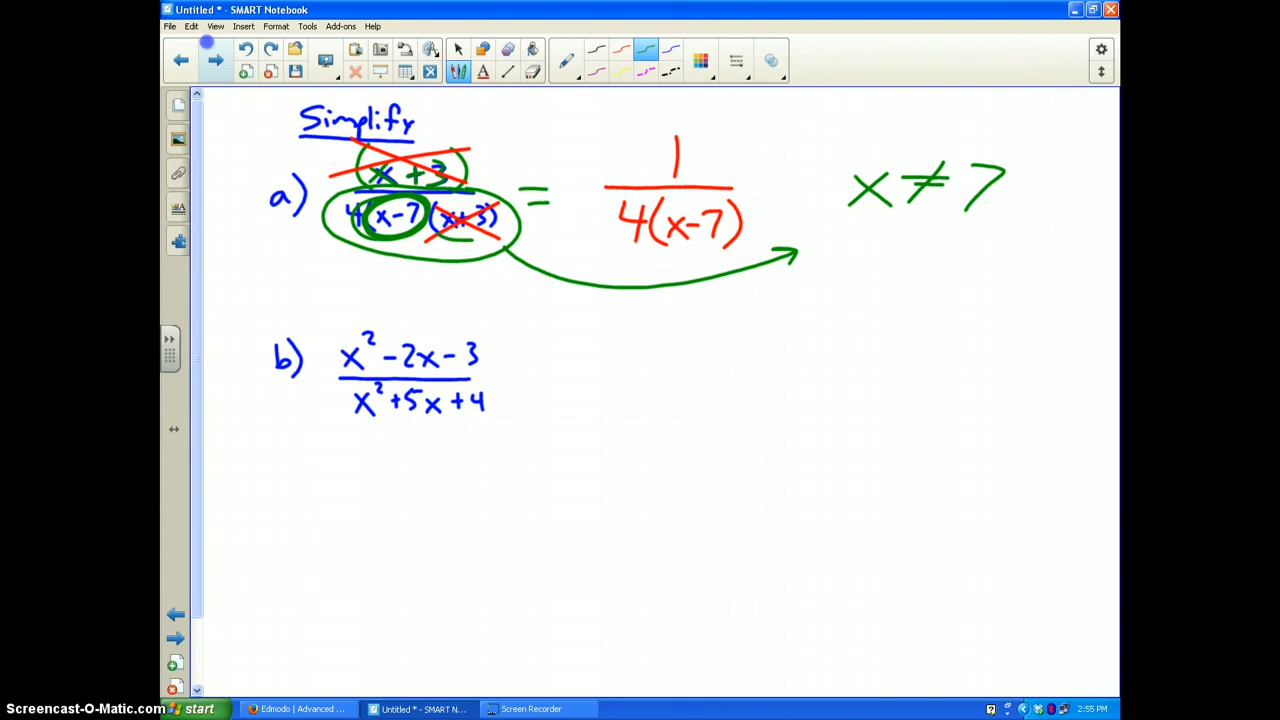 Untitled * - SMART Notebook
File Edit View Insert Format Tools Add-ons Help
Simplify
a) (x + 3) / 4(x-7)(x+3) = 1 / 4(x-7) x ≠ 7
b) x² - 2x - 3 / x² + 5x + 4
Screencast-O-Matic.com start Edmodo | Advanced ... Untitled * - SMART N... Screen Recorder 2:55 PM